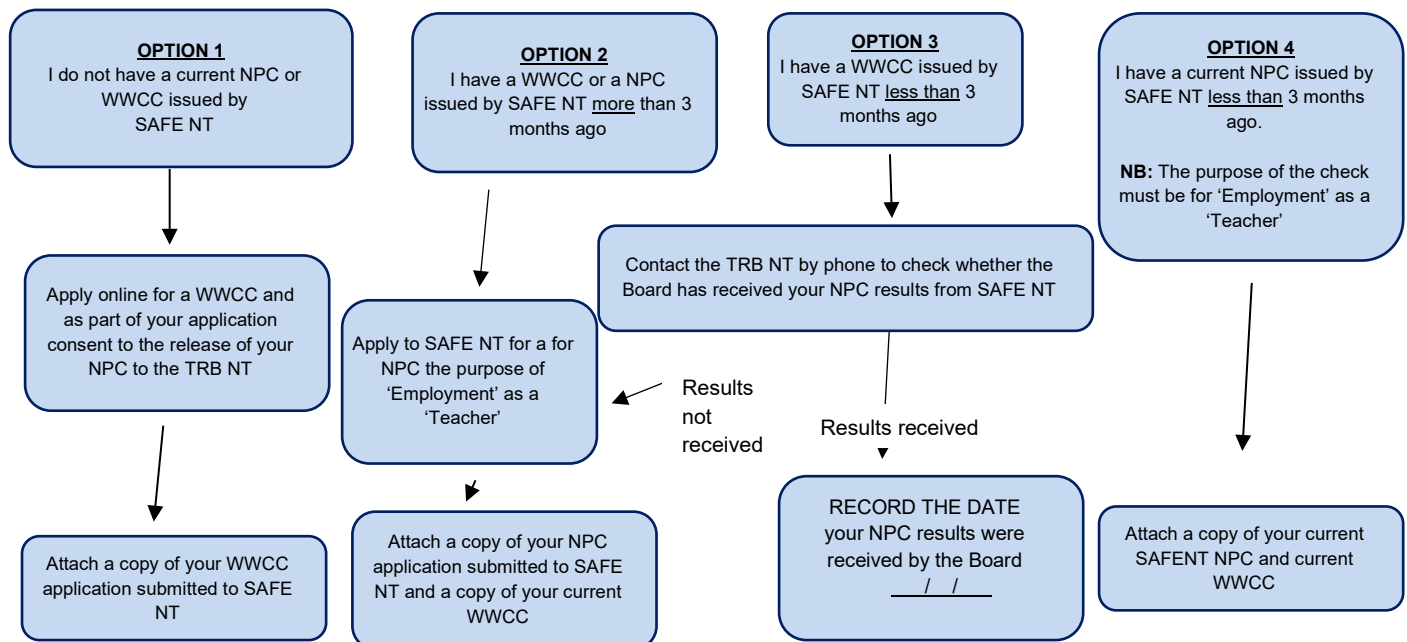 OPTION 1
I do not have a current NPC or
WWCC issued by
SAFE NT
OPTION 2
I have a WWCC or a NPC
issued by SAFE NT more than 3
months ago
OPTION 3
I have a WWCC issued by
SAFE NT less than 3
months ago
OPTION 4
I have a current NPC issued by
SAFE NT less than 3 months
ago.
NB: The purpose of the check
must be for ‘Employment’ as a
‘Teacher’
Apply online for a WWCC and
as part of your application
consent to the release of your
NPC to the TRB NT
Apply to SAFE NT for a for
NPC the purpose of
‘Employment’ as a
‘Teacher’
Contact the TRB NT by phone to check whether the
Board has received your NPC results from SAFE NT
Results
not
received
Results received
Attach a copy of your WWCC
application submitted to SAFE
NT
Attach a copy of your NPC
application submitted to SAFE
NT and a copy of your current
WWCC
RECORD THE DATE
your NPC results were
received by the Board
/ /
Attach a copy of your current
SAFENT NPC and current
WWCC